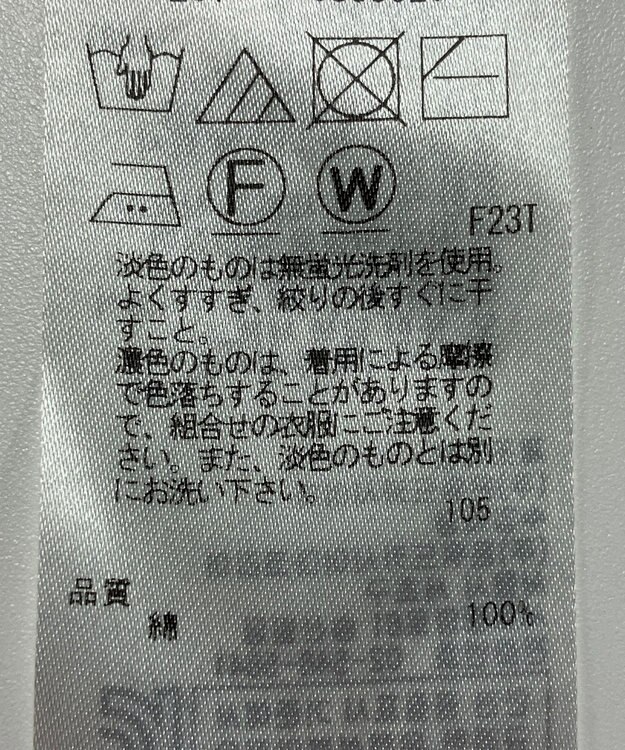 F
W
F23T
淡色のものは無蛍光洗剤を使用。
よくすすぎ、絞りの後すぐに干
すこと。
濃色のものは、着用による摩擦
で色落ちすることがありますの
で、組合せの衣服にご注意くだ
さい。また、淡色のものとは別
にお洗い下さい。
105
品質
綿 100%